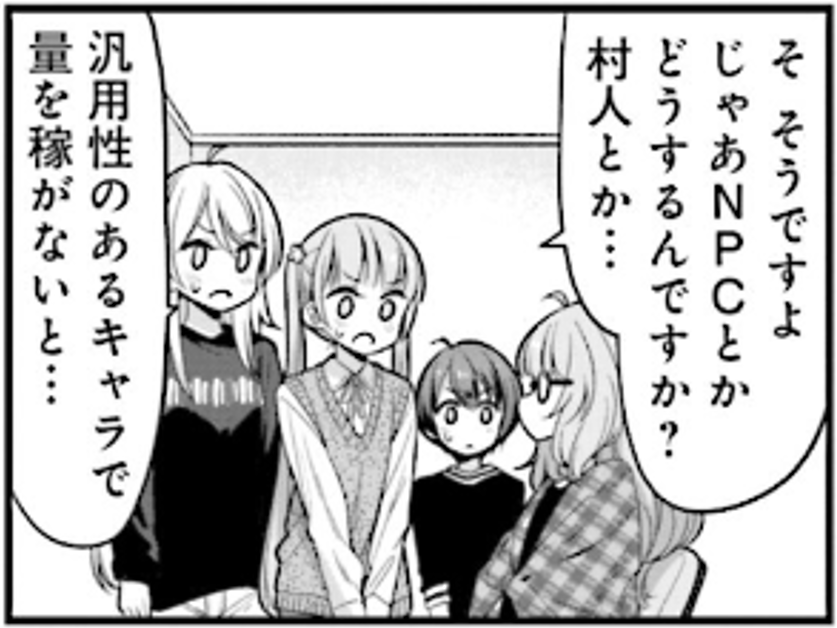 そ そうですよ
じゃあNPCとか
どうするんですか?
村人とか…
汎用性のあるキャラで
量を稼がないと…